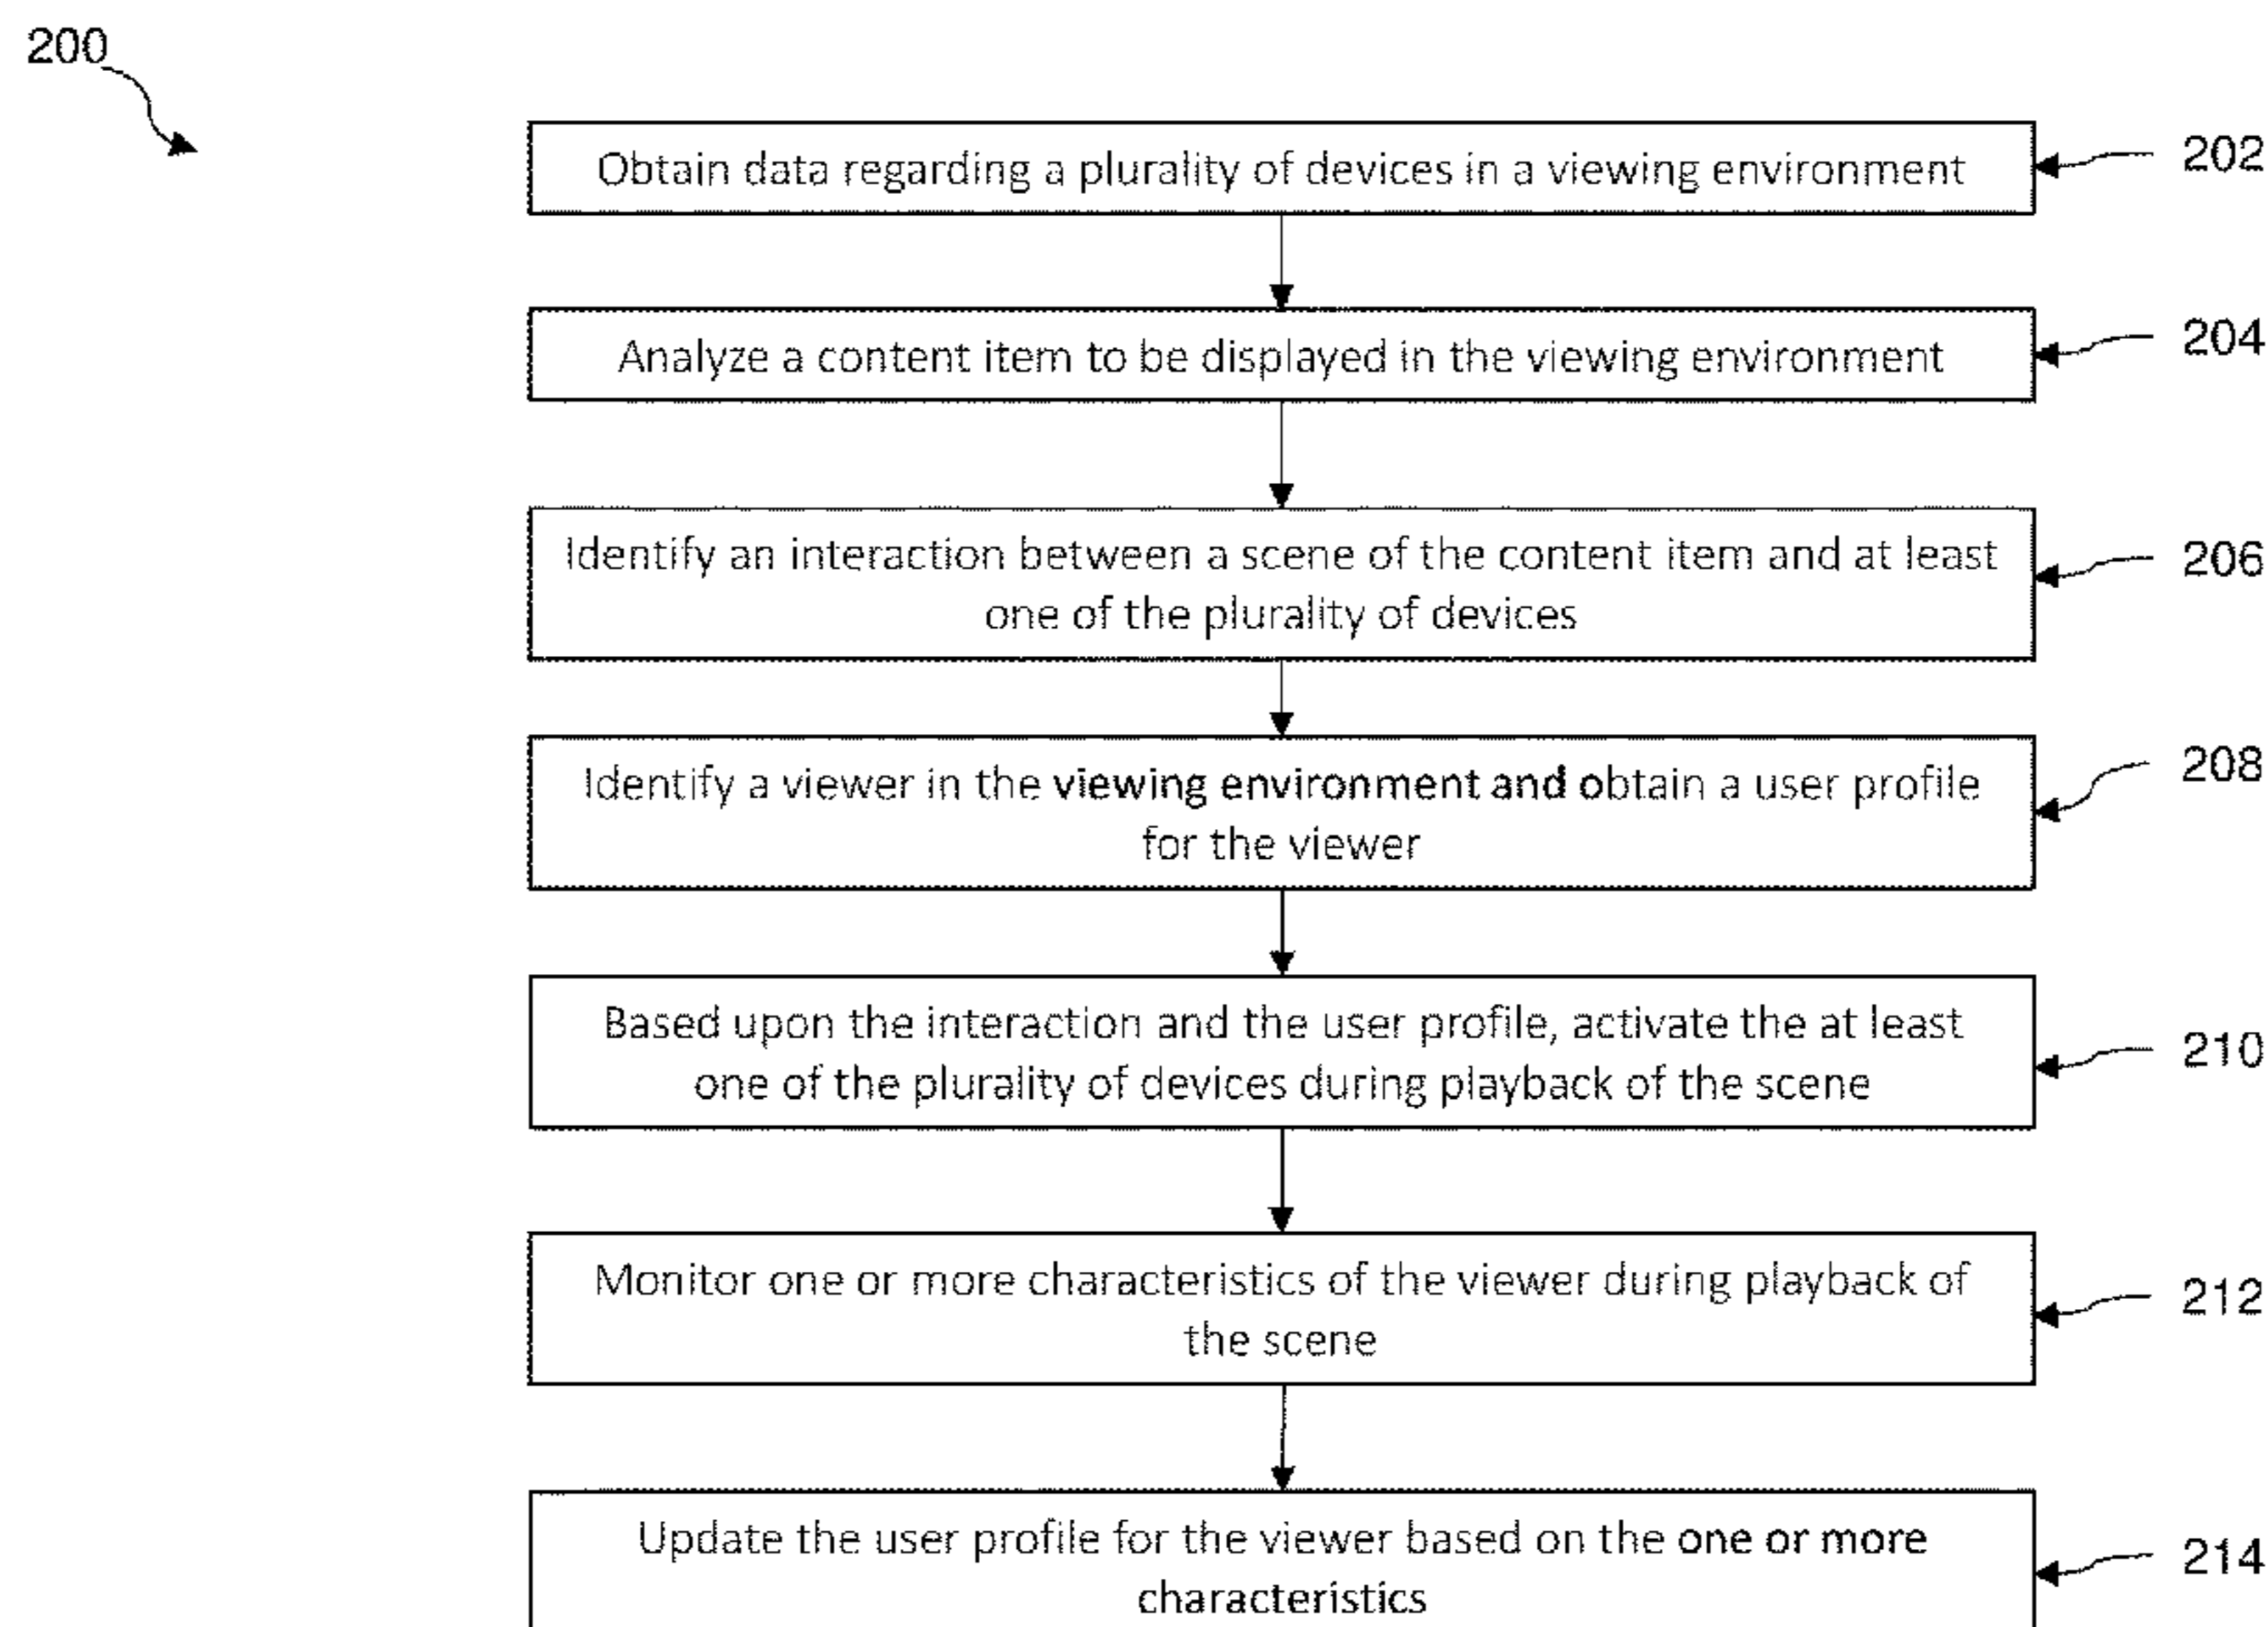 200
Obtain data regarding a plurality of devices in a viewing environment
202
Analyze a content item to be displayed in the viewing environment
204
Identify an interaction between a scene of the content item and at least
one of the plurality of devices
206
Identify a viewer in the viewing environment and obtain a user profile
for the viewer
208
Based upon the interaction and the user profile, activate the at least
one of the plurality of devices during playback of the scene
210
Monitor one or more characteristics of the viewer during playback of
the scene
212
Update the user profile for the viewer based on the one or more
characteristics
214